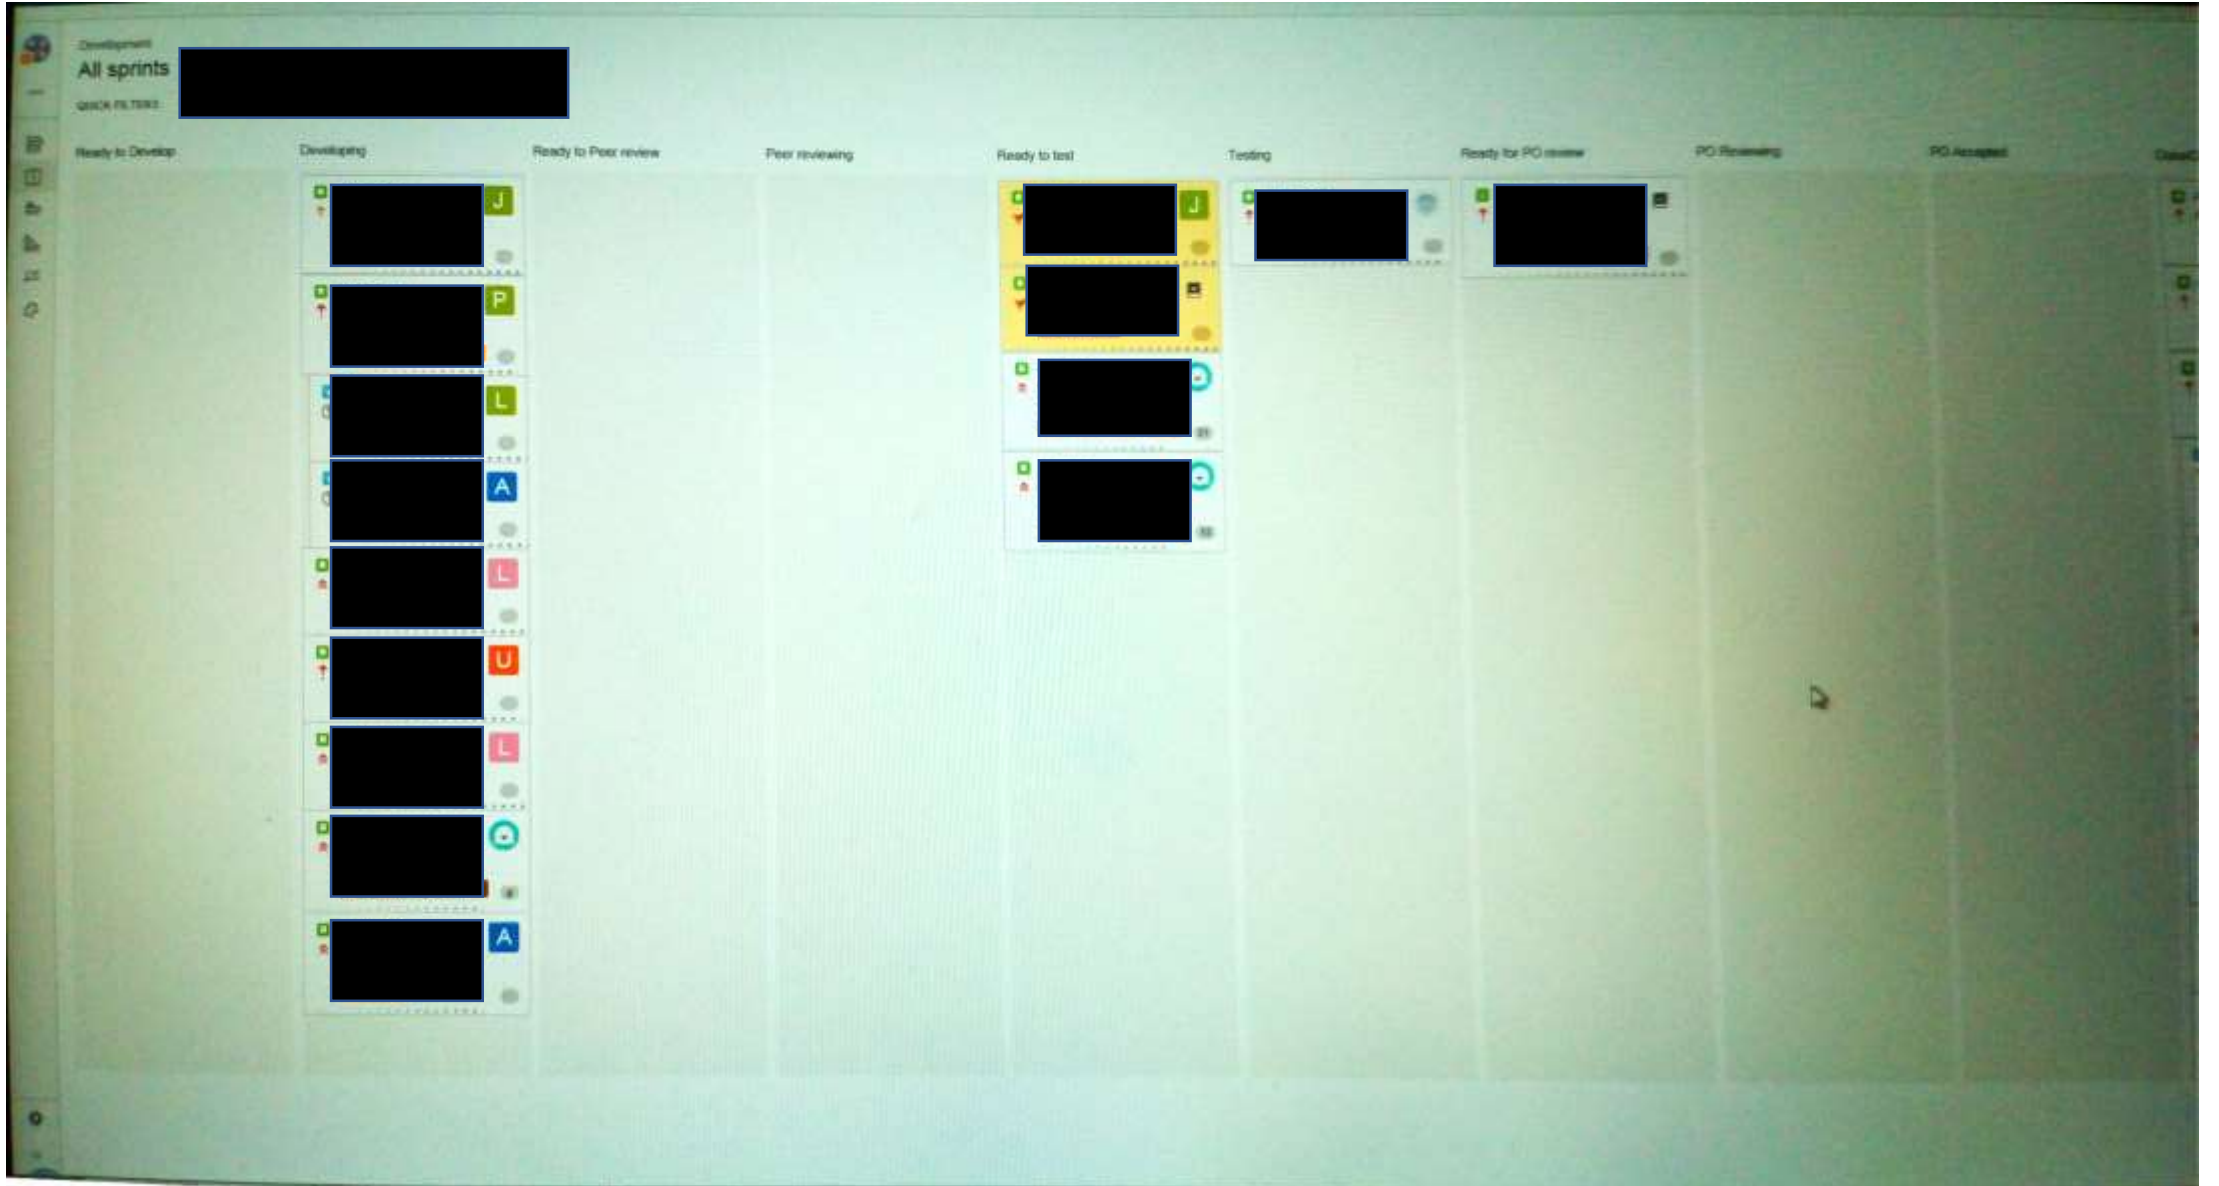 Development
All sprints
QUICK FILTERS
Ready to Develop
Developing
Ready to Peer review
Peer reviewing
Ready to test
Testing
Ready for PO review
PO Reviewing
PO Accepted
J
P
L
A
L
U
L
A
J